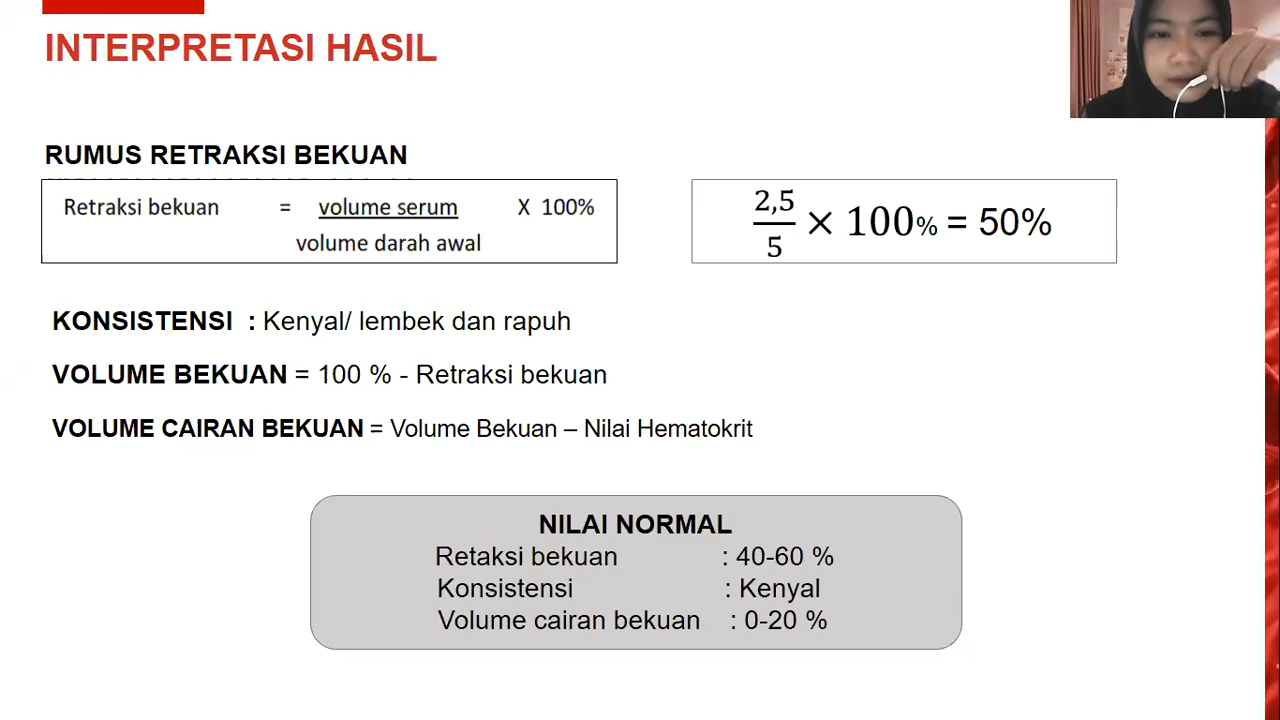 INTERPRETASI HASIL
RUMUS RETRAKSI BEKUAN
Retraksi bekuan = volume serum X 100%
volume darah awal
2,5
5
× 100% = 50%
KONSISTENSI : Kenyal/ lembek dan rapuh
VOLUME BEKUAN = 100 % - Retraksi bekuan
VOLUME CAIRAN BEKUAN = Volume Bekuan – Nilai Hematokrit
NILAI NORMAL
Retaksi bekuan : 40-60 %
Konsistensi : Kenyal
Volume cairan bekuan : 0-20 %